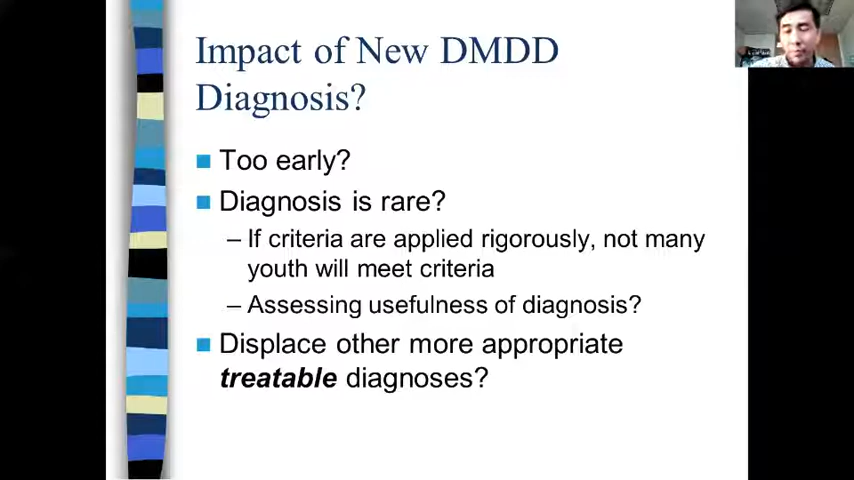 Impact of New DMDD
Diagnosis?
Too early?
Diagnosis is rare?
– If criteria are applied rigorously, not many
youth will meet criteria
– Assessing usefulness of diagnosis?
Displace other more appropriate
treatable diagnoses?